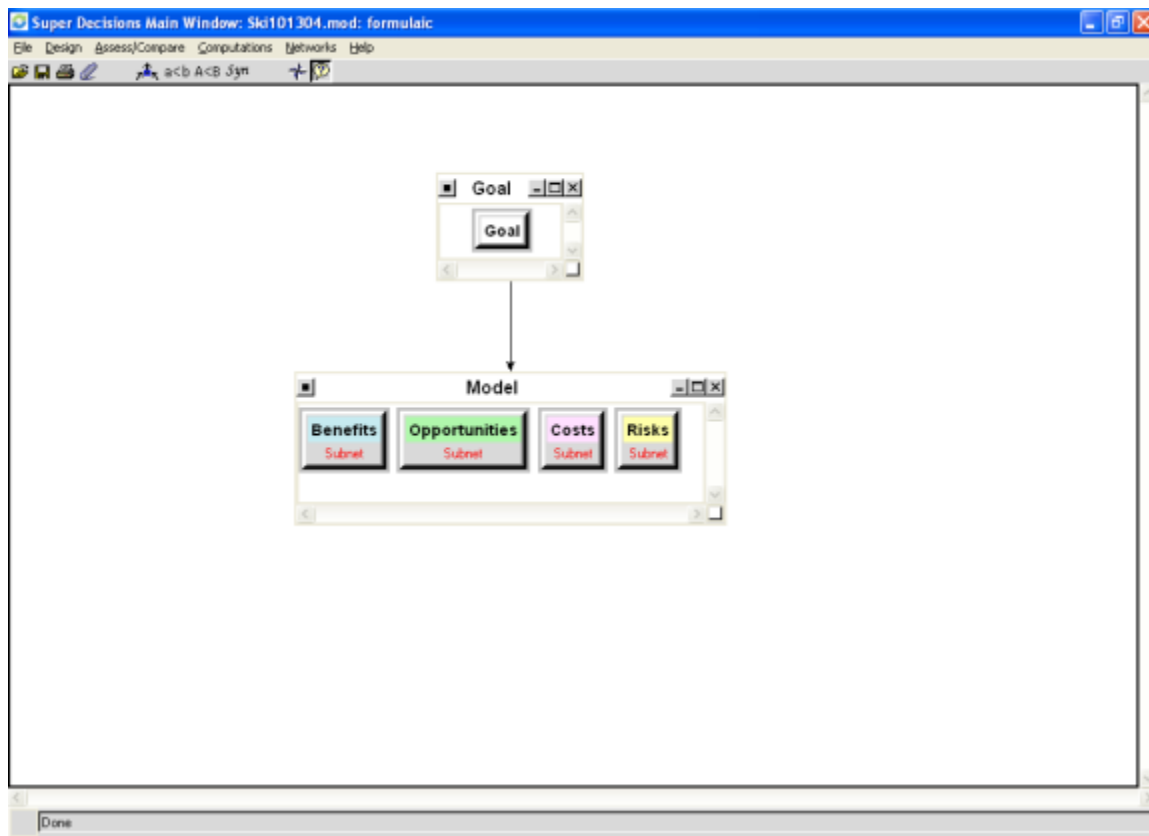 Super Decisions Main Window: Ski101304.mod: formulaic
File Design Assess/Compare Computations Networks Help
a<b A<B Syn
Goal
Goal
Model
Benefits Opportunities Costs Risks
Subnet Subnet Subnet Subnet
Done